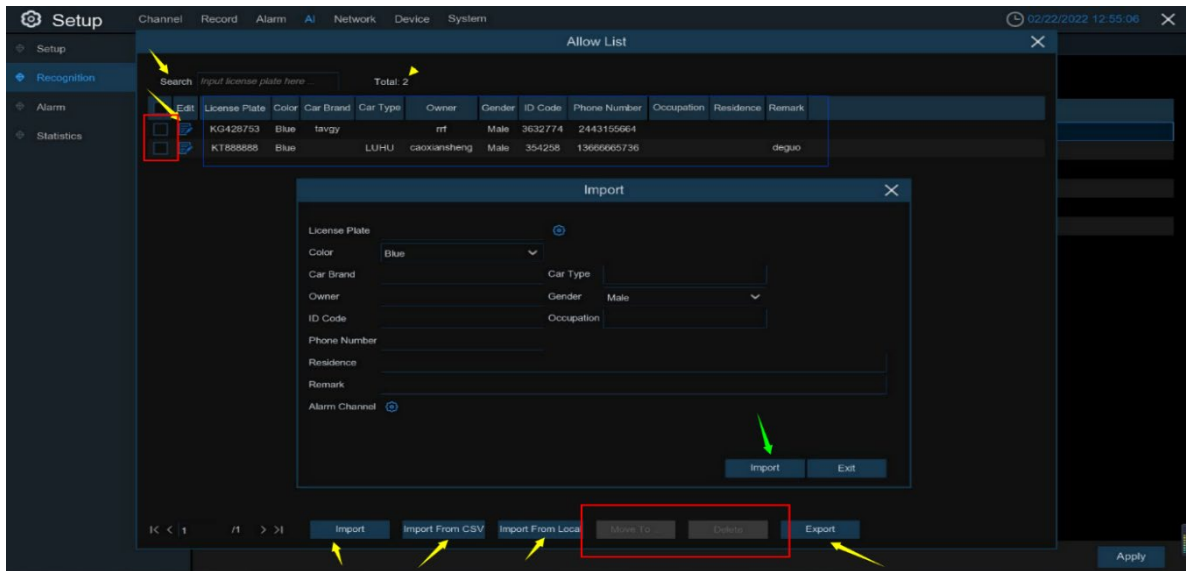 Setup Channel Record Alarm AI Network Device System 02/22/2022 12:55:06
Setup
Recognition
Alarm
Statistics
Allow List
Search Input license plate here ... Total: 2
Edit License Plate Color Car Brand Car Type Owner Gender ID Code Phone Number Occupation Residence Remark
KG428753 Blue tavgy rrf Male 3632774 2443155664
KT888888 Blue LUHU caoxiansheng Male 354258 13666665736 deguo
Import
License Plate
Color Blue
Car Brand Car Type
Owner Gender Male
ID Code Occupation
Phone Number
Residence
Remark
Alarm Channel
Import Exit
1 /1 Import Import From CSV Import From Loca Move To ... Delete Export
Apply